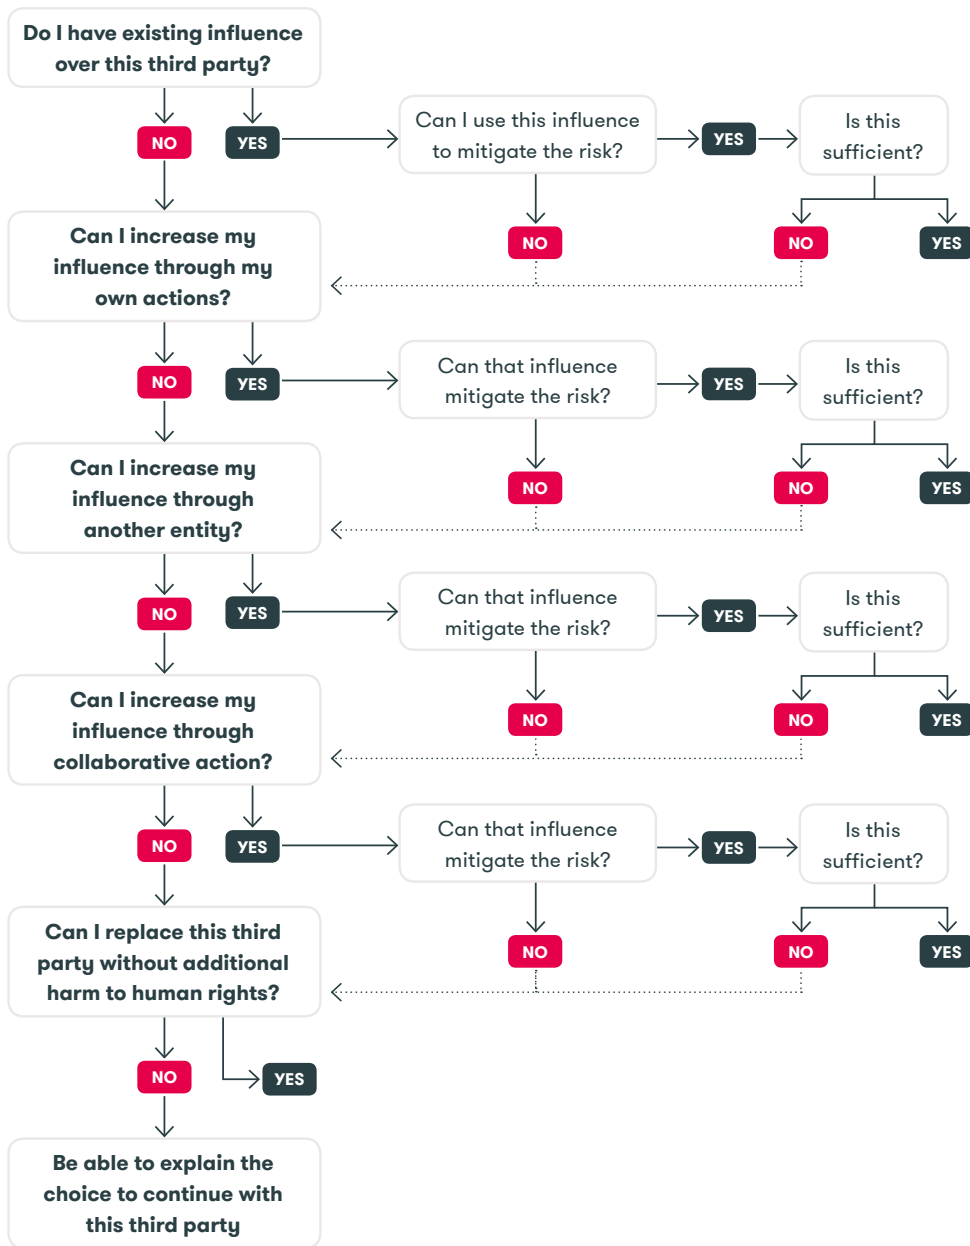 Do I have existing influence
over this third party?
NO
YES
Can I use this influence
to mitigate the risk?
YES
Is this
sufficient?
NO
NO
YES
Can I increase my
influence through my
own actions?
NO
YES
Can that influence
mitigate the risk?
YES
Is this
sufficient?
NO
NO
YES
Can I increase my
influence through
another entity?
NO
YES
Can that influence
mitigate the risk?
YES
Is this
sufficient?
NO
NO
YES
Can I increase my
influence through
collaborative action?
NO
YES
Can that influence
mitigate the risk?
YES
Is this
sufficient?
NO
NO
YES
Can I replace this third
party without additional
harm to human rights?
NO
YES
Be able to explain the
choice to continue with
this third party